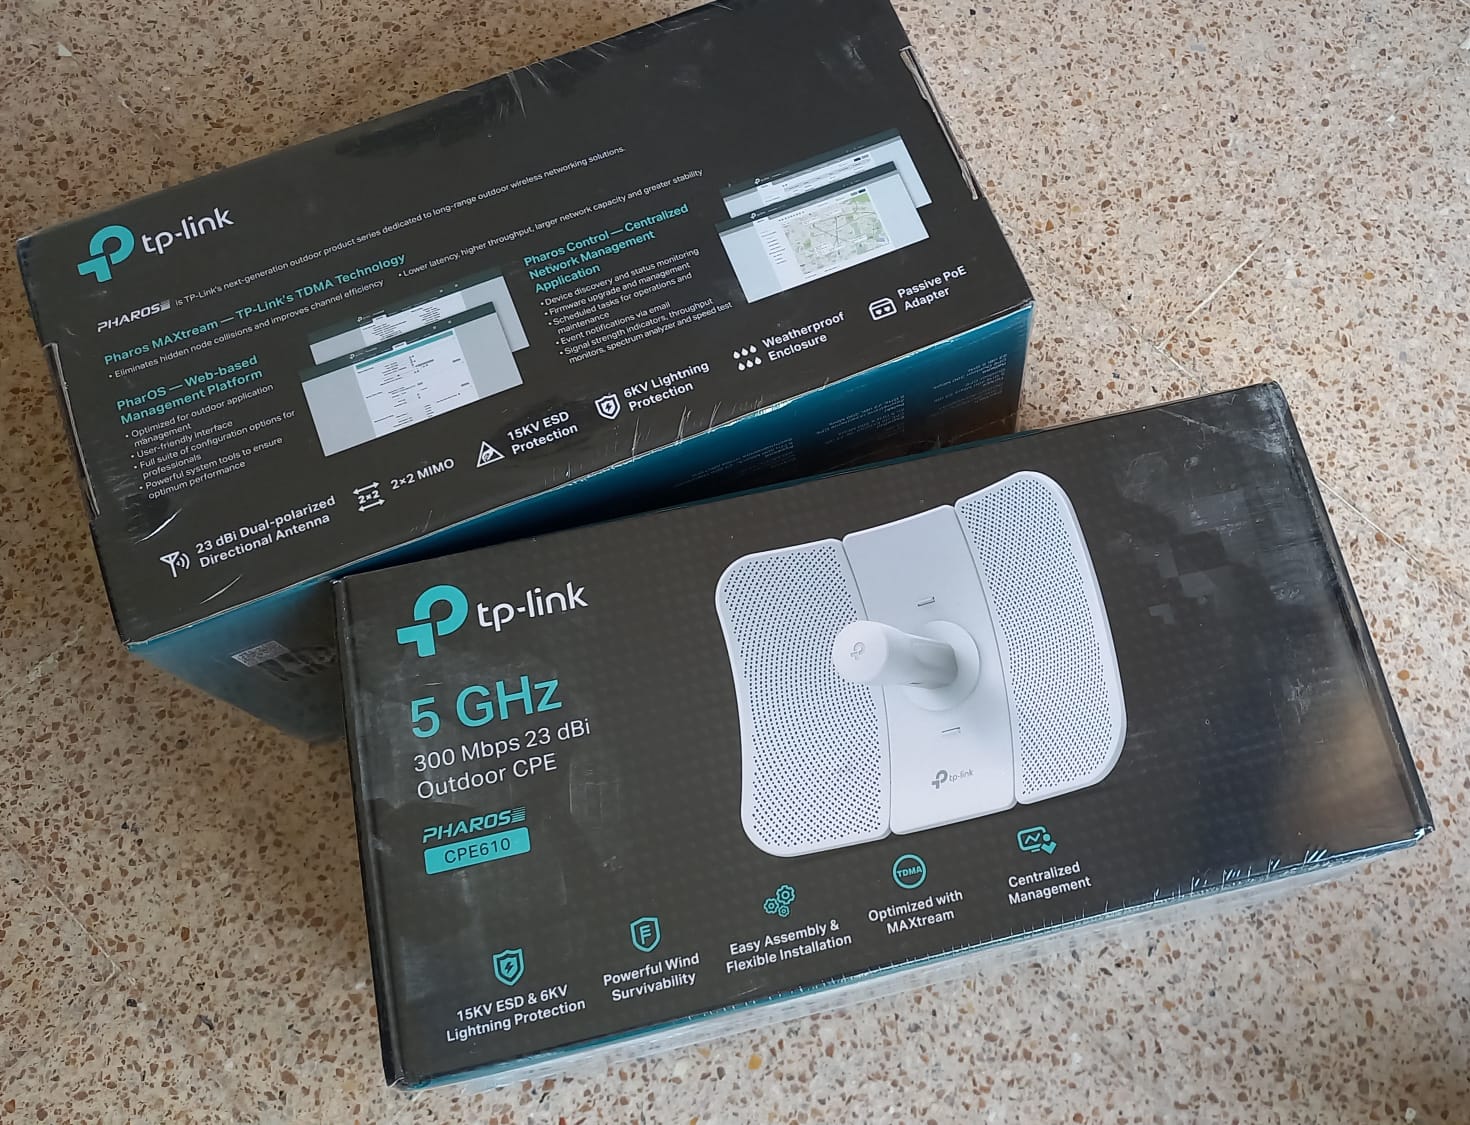 tp-link
PHAROS is TP-Link's next-generation outdoor product series dedicated to long-range outdoor wireless networking solutions.
Pharos MAXtream — TP-Link's TDMA Technology
• Eliminates hidden node collisions and improves channel efficiency
• Lower latency, higher throughput, larger network capacity and greater stability
PharOS — Web-based
Management Platform
• Optimized for outdoor application
management
• User-friendly interface
• Full suite of configuration options for
professionals
• Powerful system tools to ensure
optimum performance
Pharos Control — Centralized
Network Management
Application
• Device discovery and status monitoring
• Firmware upgrade and management
• Scheduled tasks for operations and
maintenance
• Event notifications via email
• Signal strength indicators, throughput
monitors, spectrum analyzer and speed test
23 dBi Dual-polarized
Directional Antenna
2×2
2×2 MIMO
15KV ESD
Protection
6KV Lightning
Protection
Weatherproof
Enclosure
Passive PoE
Adapter
tp-link
5 GHz
300 Mbps 23 dBi
Outdoor CPE
PHAROS
CPE610
tp-link
15KV ESD & 6KV
Lightning Protection
Powerful Wind
Survivability
Easy Assembly &
Flexible Installation
TDMA
Optimized with
MAXtream
Centralized
Management